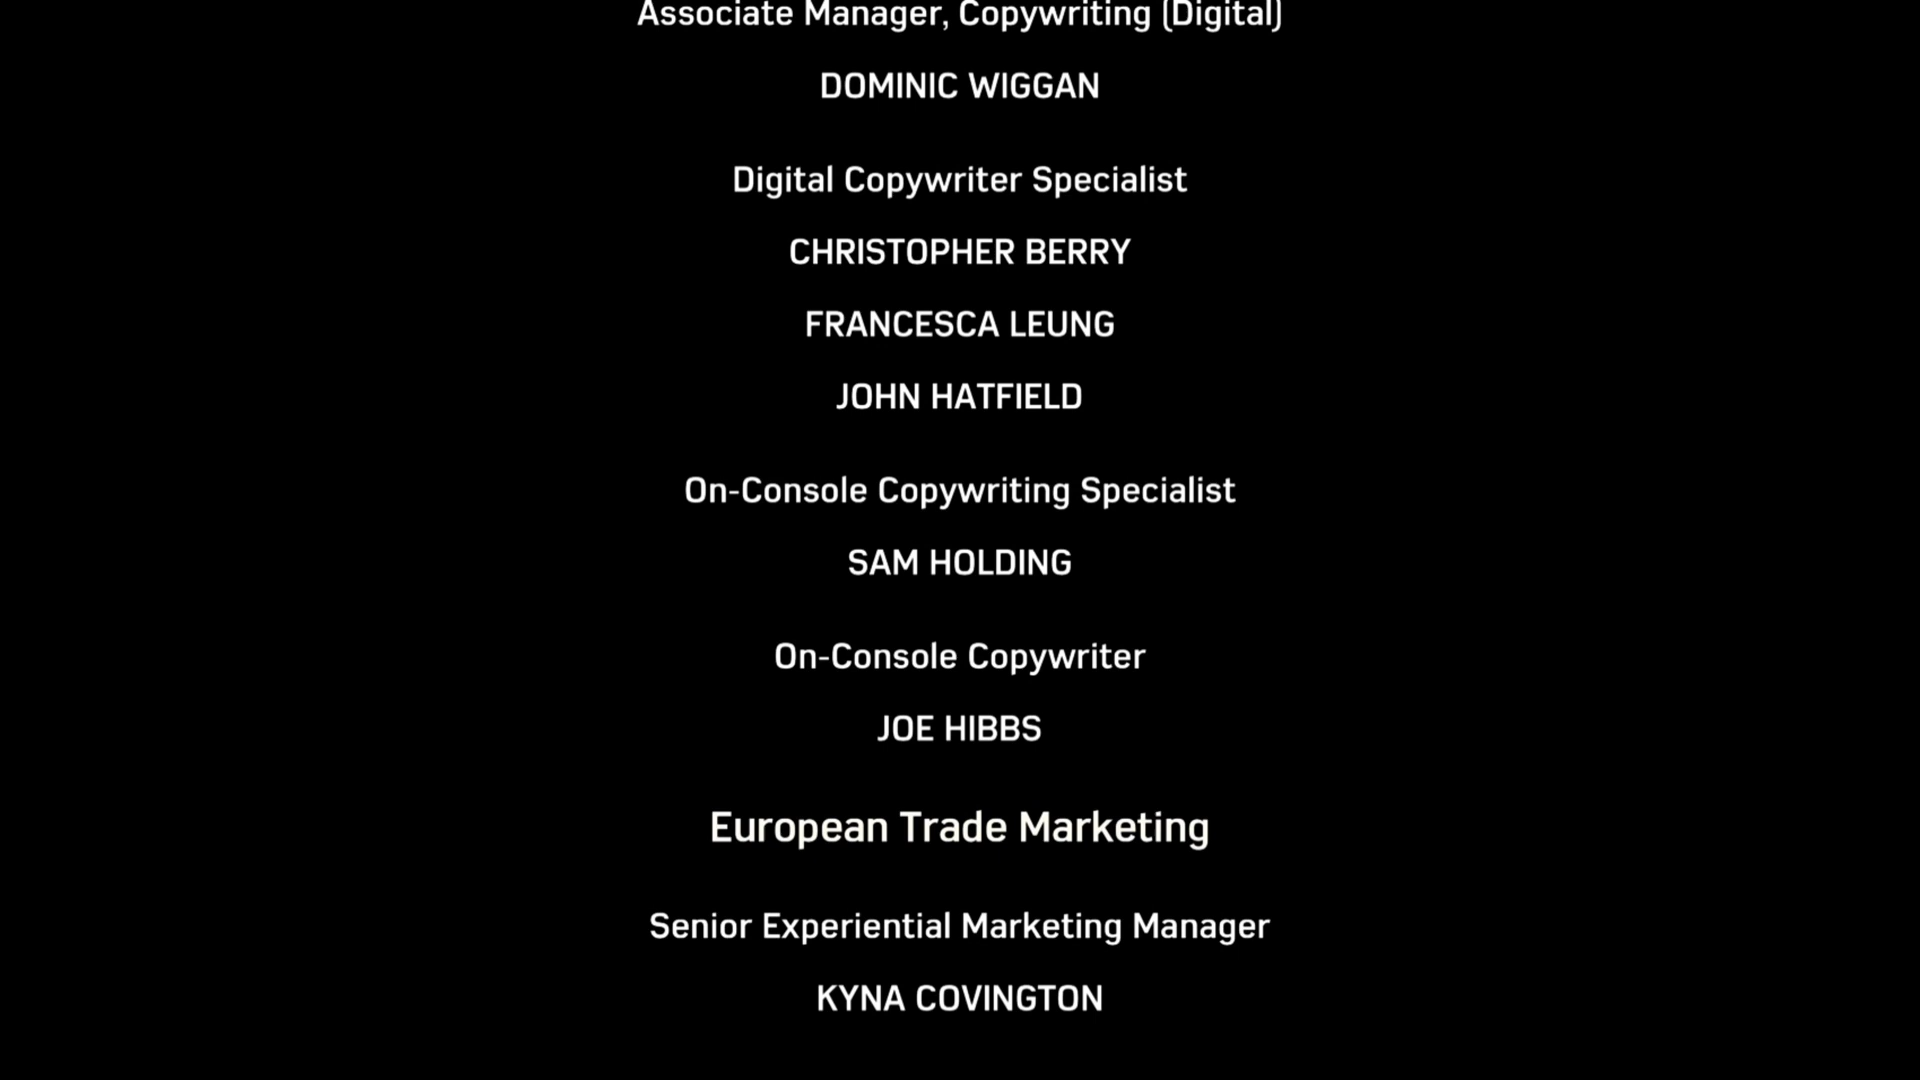 Associate Manager, Copywriting (Digital)
DOMINIC WIGGAN
Digital Copywriter Specialist
CHRISTOPHER BERRY
FRANCESCA LEUNG
JOHN HATFIELD
On-Console Copywriting Specialist
SAM HOLDING
On-Console Copywriter
JOE HIBBS
European Trade Marketing
Senior Experiential Marketing Manager
KYNA COVINGTON